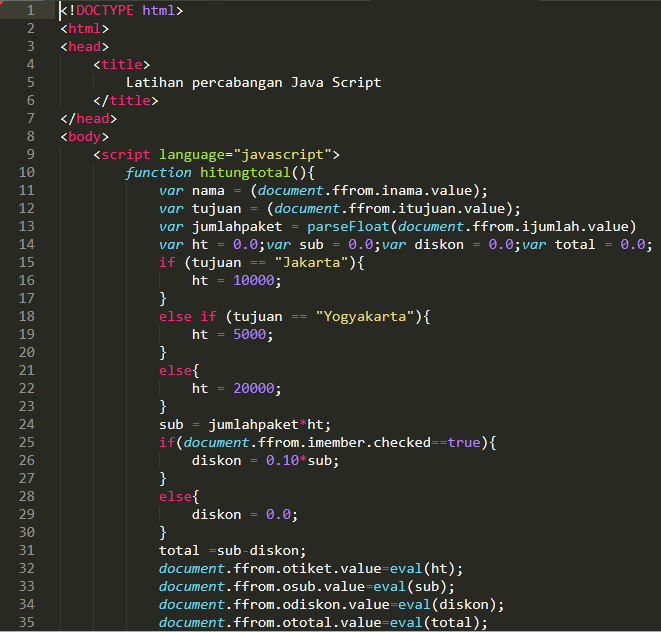 1 <!DOCTYPE html>
2 <html>
3 <head>
4     <title>
5         Latihan percabangan Java Script
6     </title>
7 </head>
8 <body>
9     <script language="javascript">
10         function hitungtotal(){
11             var nama = (document.ffrom.inama.value);
12             var tujuan = (document.ffrom.itujuan.value);
13             var jumlahpaket = parseFloat(document.ffrom.ijumlah.value)
14             var ht = 0.0;var sub = 0.0;var diskon = 0.0;var total = 0.0;
15             if (tujuan == "Jakarta"){
16                 ht = 10000;
17             }
18             else if (tujuan == "Yogyakarta"){
19                 ht = 5000;
20             }
21             else{
22                 ht = 20000;
23             }
24             sub = jumlahpaket*ht;
25             if(document.ffrom.imember.checked==true){
26                 diskon = 0.10*sub;
27             }
28             else{
29                 diskon = 0.0;
30             }
31             total =sub-diskon;
32             document.ffrom.otiket.value=eval(ht);
33             document.ffrom.osub.value=eval(sub);
34             document.ffrom.odiskon.value=eval(diskon);
35             document.ffrom.ototal.value=eval(total);